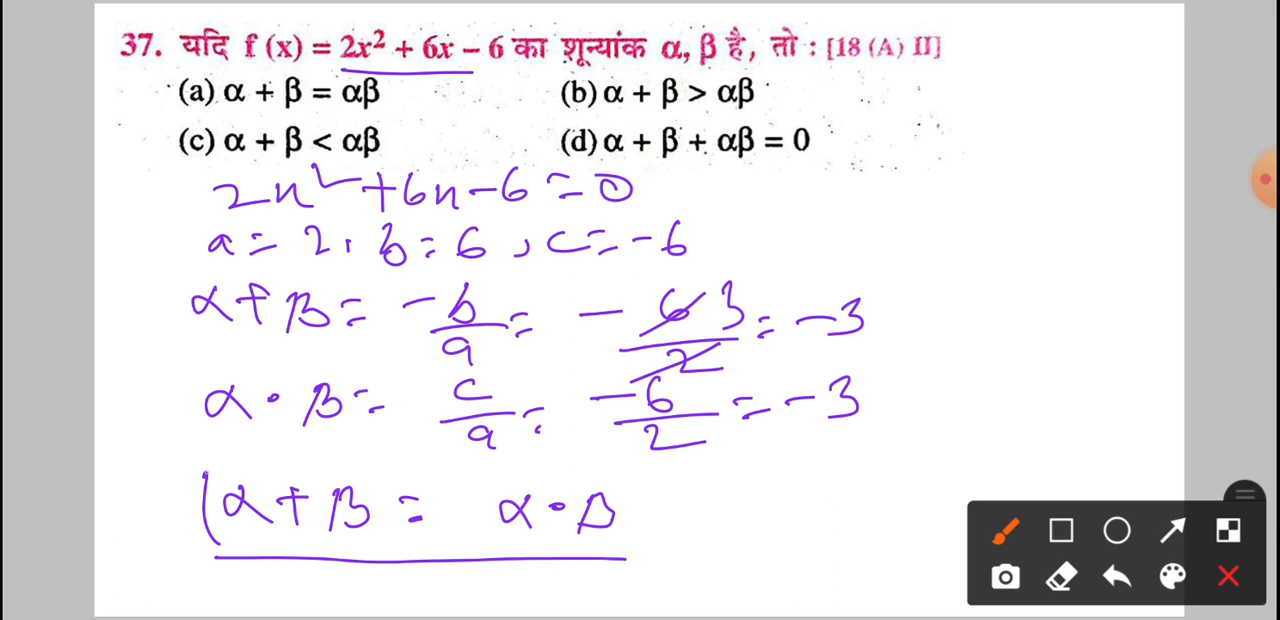 37. यदि f (x) = 2x² + 6x – 6 का शून्यांक α, β है, तो : [18 (A) II]
(a) α + β = αβ (b) α + β > αβ
(c) α + β < αβ (d) α + β + αβ = 0
2x² + 6x - 6 = 0
a = 2, b = 6, c = -6
α + β = -b/a = -6/2 3 = -3
α · β = c/a = -6/2 = -3
(α + β = α · β